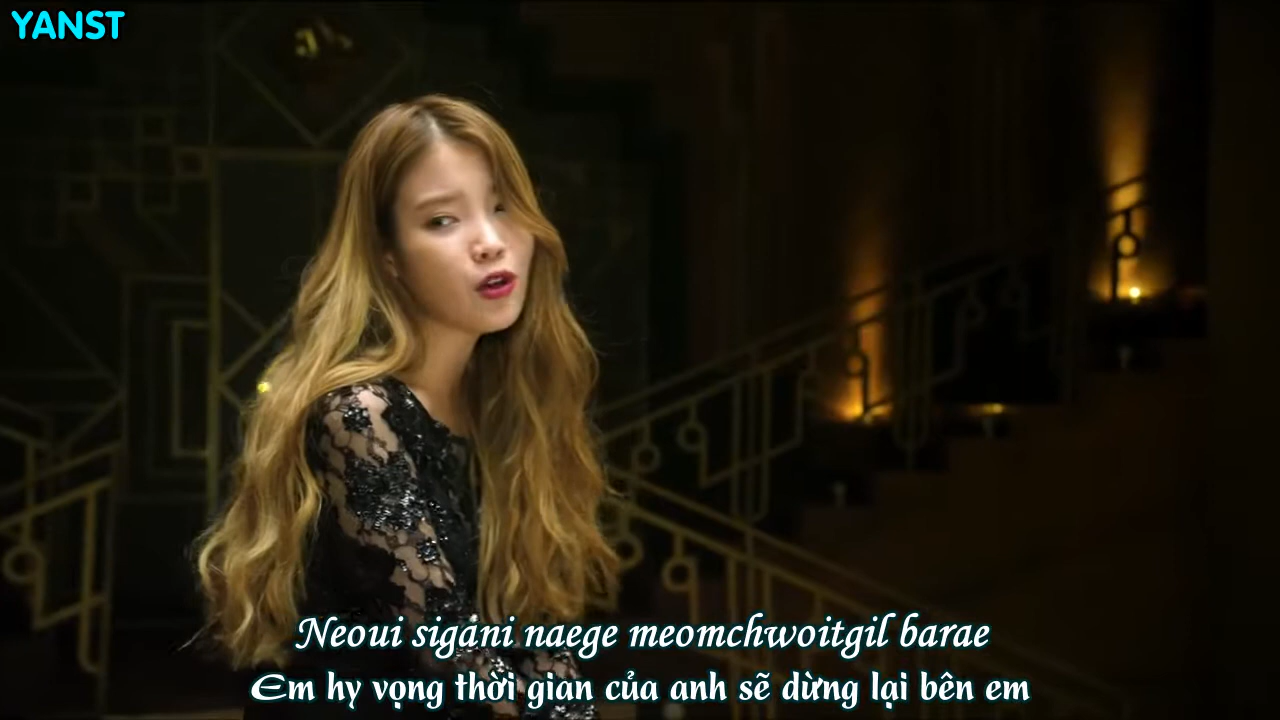 YANST
Neoui sigani naege meomchwoitgil barae
Em hy vọng thời gian của anh sẽ dừng lại bên em